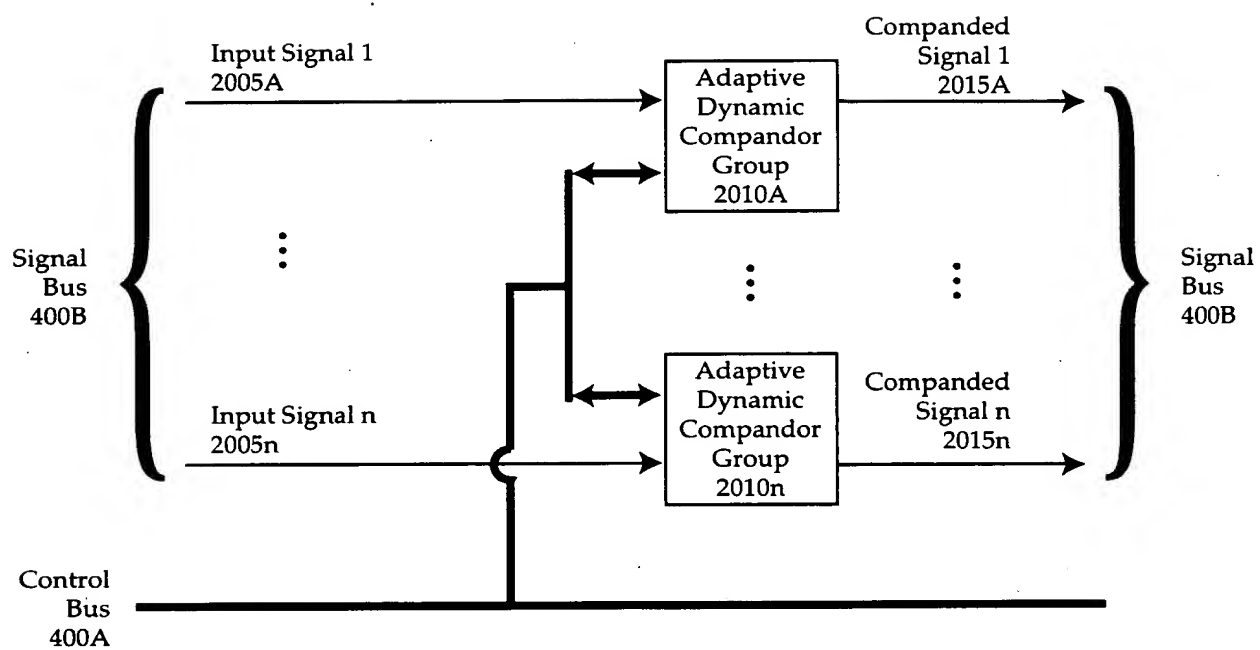 Input Signal 1
2005A
Companded
Signal 1
2015A
Adaptive
Dynamic
Compandor
Group
2010A
Signal
Bus
400B
Signal
Bus
400B
Input Signal n
2005n
Adaptive
Dynamic
Compandor
Group
2010n
Companded
Signal n
2015n
Control
Bus
400A